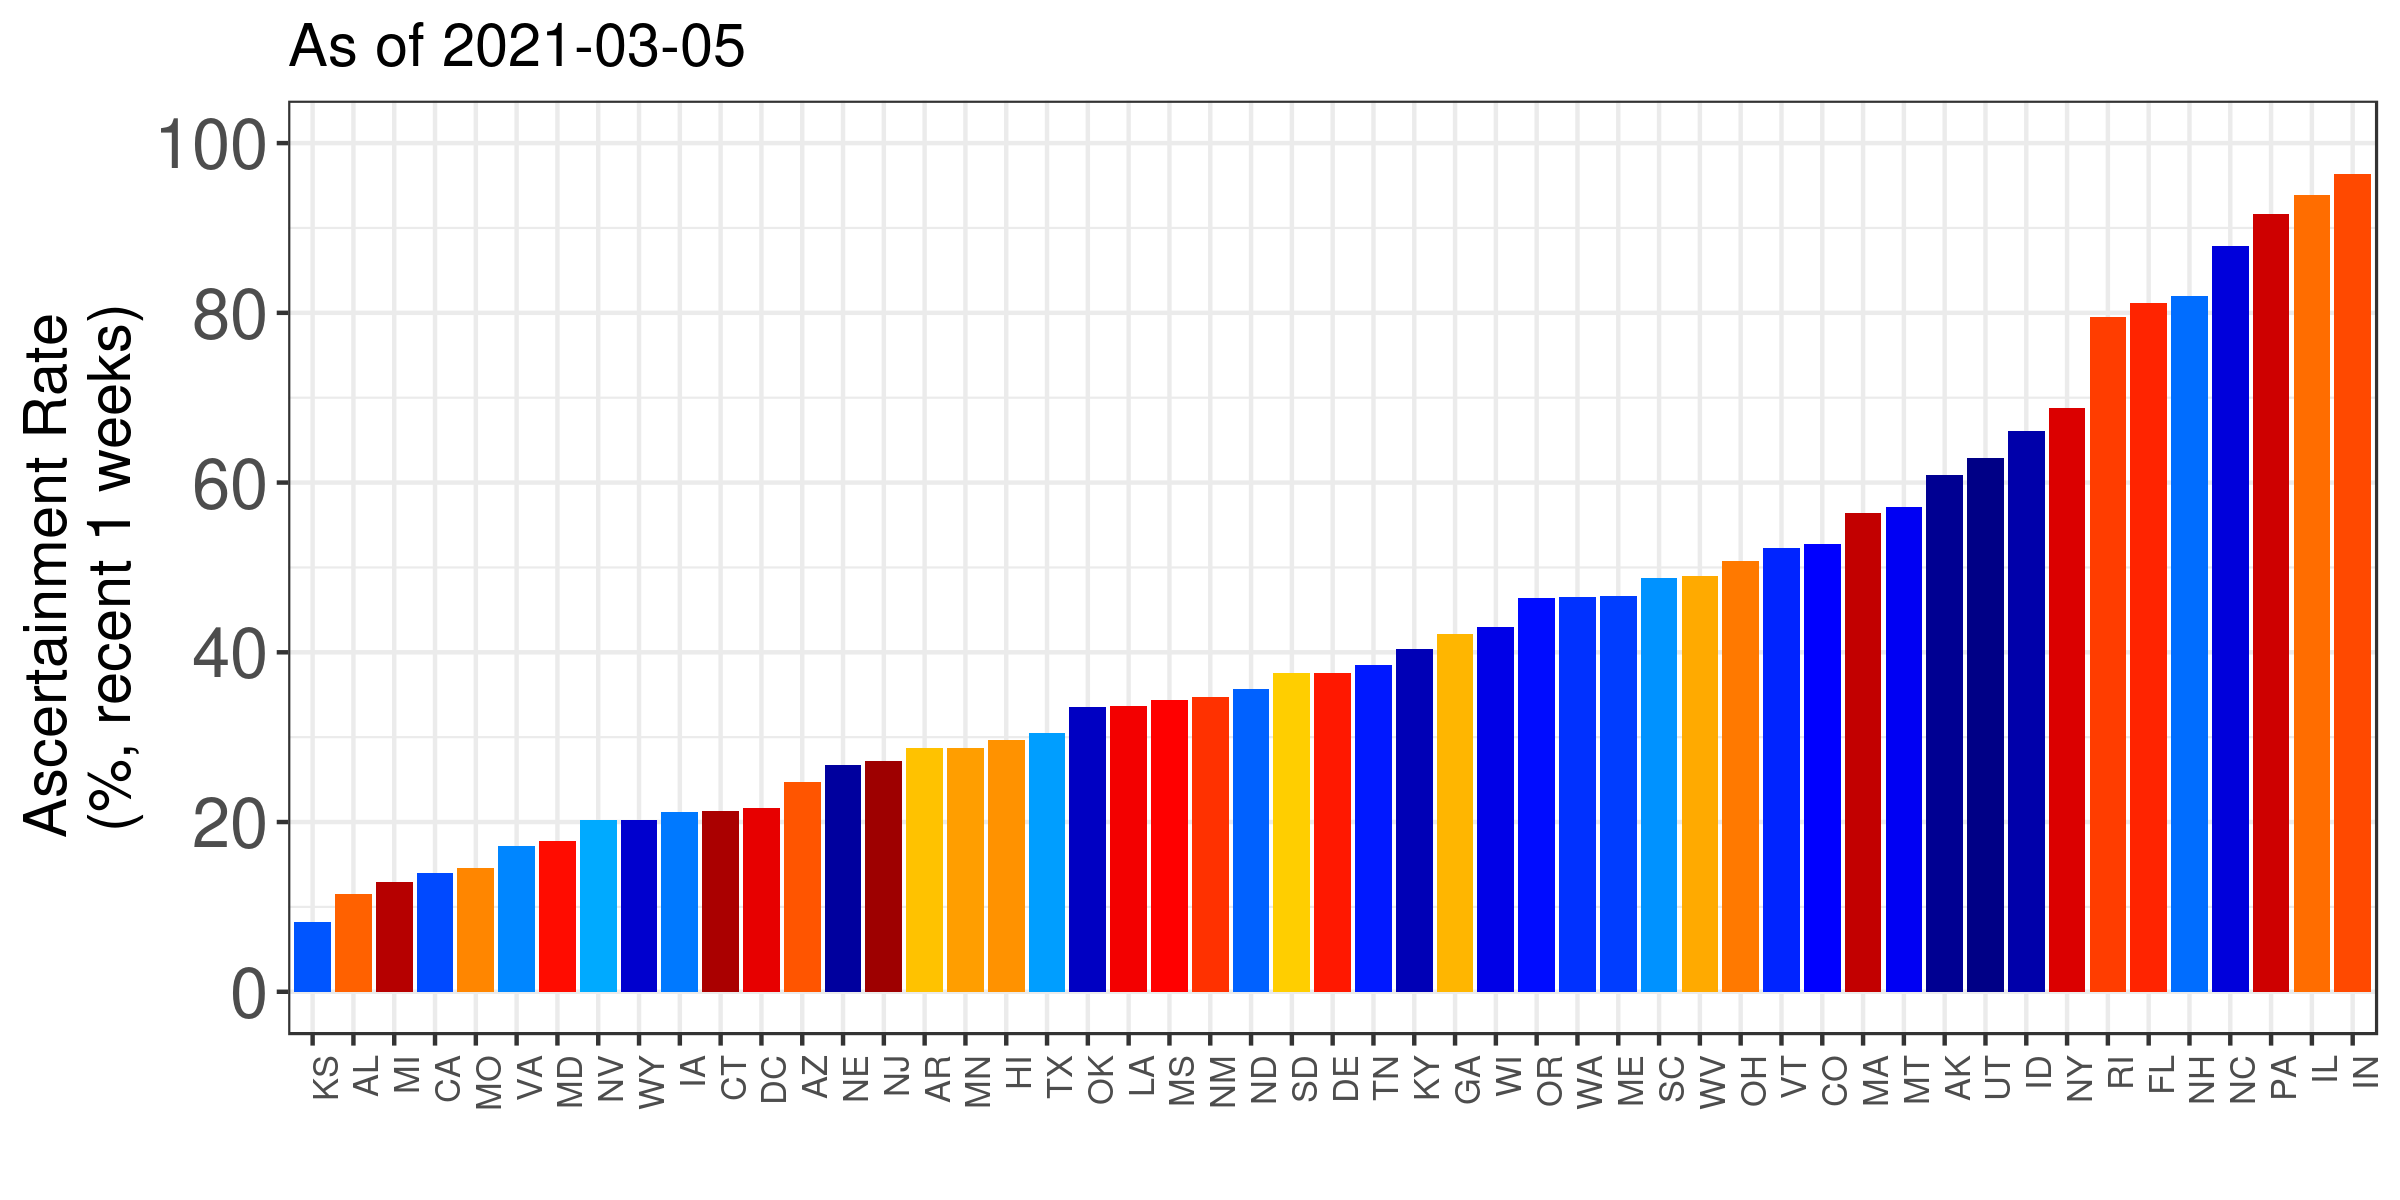 As of 2021-03-05
Ascertainment Rate
(%, recent 1 weeks)
100
80
60
40
20
0
KS AL MI CA MO VA MD NV WY IA CT DC AZ NE NJ AR MN HI TX OK LA MS NM ND SD DE TN KY GA WI OR WA ME SC WV OH VT CO MA MT AK UT ID NY RI FL NH NC PA IL IN